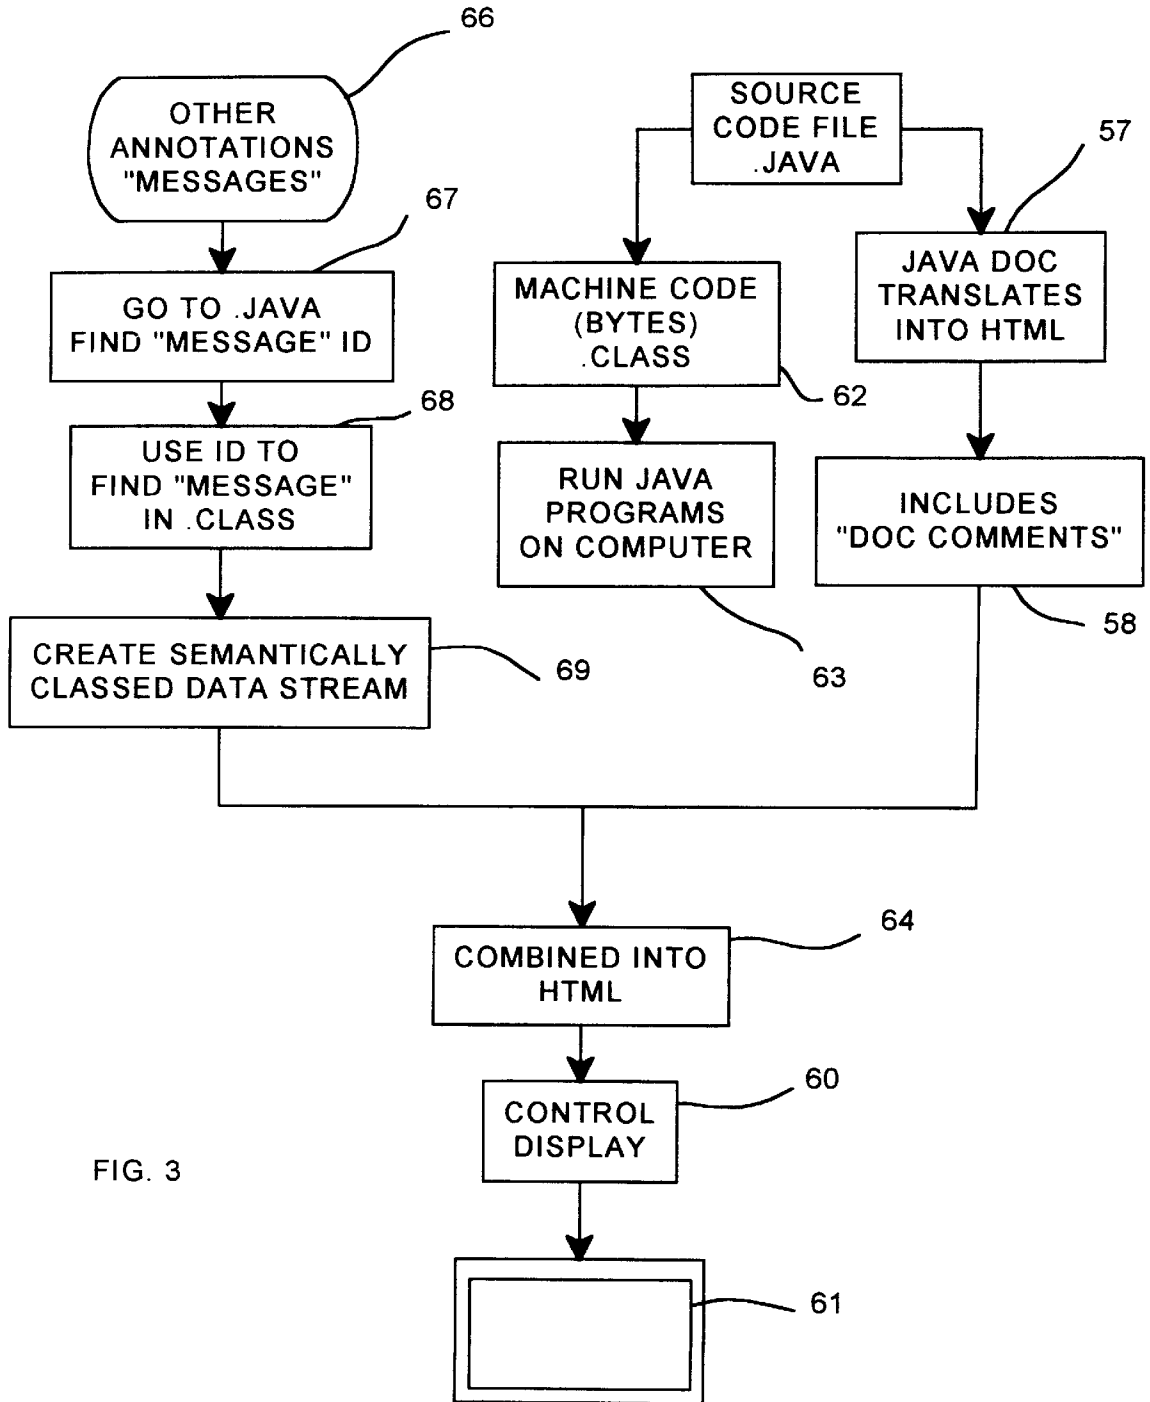 66
OTHER
ANNOTATIONS
"MESSAGES"
SOURCE
CODE FILE
.JAVA
57
67
GO TO .JAVA
FIND "MESSAGE" ID
MACHINE CODE
(BYTES)
.CLASS
62
JAVA DOC
TRANSLATES
INTO HTML
68
USE ID TO
FIND "MESSAGE"
IN .CLASS
RUN JAVA
PROGRAMS
ON COMPUTER
63
INCLUDES
"DOC COMMENTS"
58
CREATE SEMANTICALLY
CLASSED DATA STREAM
69
64
COMBINED INTO
HTML
60
CONTROL
DISPLAY
FIG. 3
61